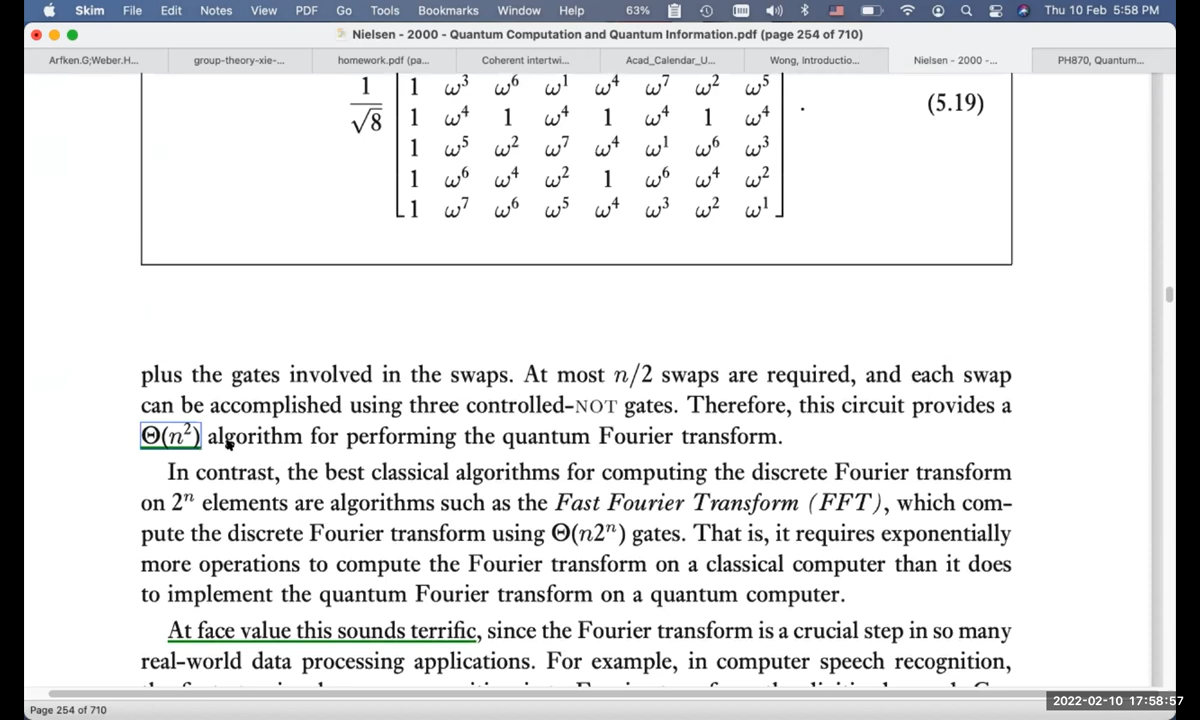 Skim File Edit Notes View PDF Go Tools Bookmarks Window Help 63% Thu 10 Feb 5:58 PM
Nielsen - 2000 - Quantum Computation and Quantum Information.pdf (page 254 of 710)
Arfken.G;Weber.H... group-theory-xie-... homework.pdf (pa... Coherent intertwi... Acad_Calendar_U... Wong, Introductio... Nielsen - 2000 -... PH870, Quantum...
1/√8
1 ω³ ω⁶ ω¹ ω⁴ ω⁷ ω² ω⁵
1 ω⁴ 1 ω⁴ 1 ω⁴ 1 ω⁴
1 ω⁵ ω² ω⁷ ω⁴ ω¹ ω⁶ ω³
1 ω⁶ ω⁴ ω² 1 ω⁶ ω⁴ ω²
1 ω⁷ ω⁶ ω⁵ ω⁴ ω³ ω² ω¹
. (5.19)
plus the gates involved in the swaps. At most n/2 swaps are required, and each swap
can be accomplished using three controlled-NOT gates. Therefore, this circuit provides a
Θ(n²) algorithm for performing the quantum Fourier transform.
In contrast, the best classical algorithms for computing the discrete Fourier transform
on 2ⁿ elements are algorithms such as the Fast Fourier Transform (FFT), which com-
pute the discrete Fourier transform using Θ(n2ⁿ) gates. That is, it requires exponentially
more operations to compute the Fourier transform on a classical computer than it does
to implement the quantum Fourier transform on a quantum computer.
At face value this sounds terrific, since the Fourier transform is a crucial step in so many
real-world data processing applications. For example, in computer speech recognition,
Page 254 of 710
2022-02-10 17:58:57